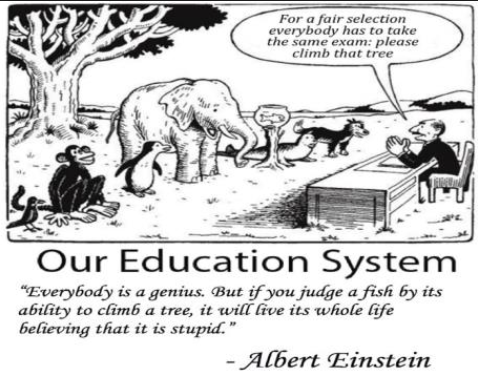 For a fair selection
everybody has to take
the same exam: please
climb that tree
Our Education System
“Everybody is a genius. But if you judge a fish by its
ability to climb a tree, it will live its whole life
believing that it is stupid.”
- Albert Einstein